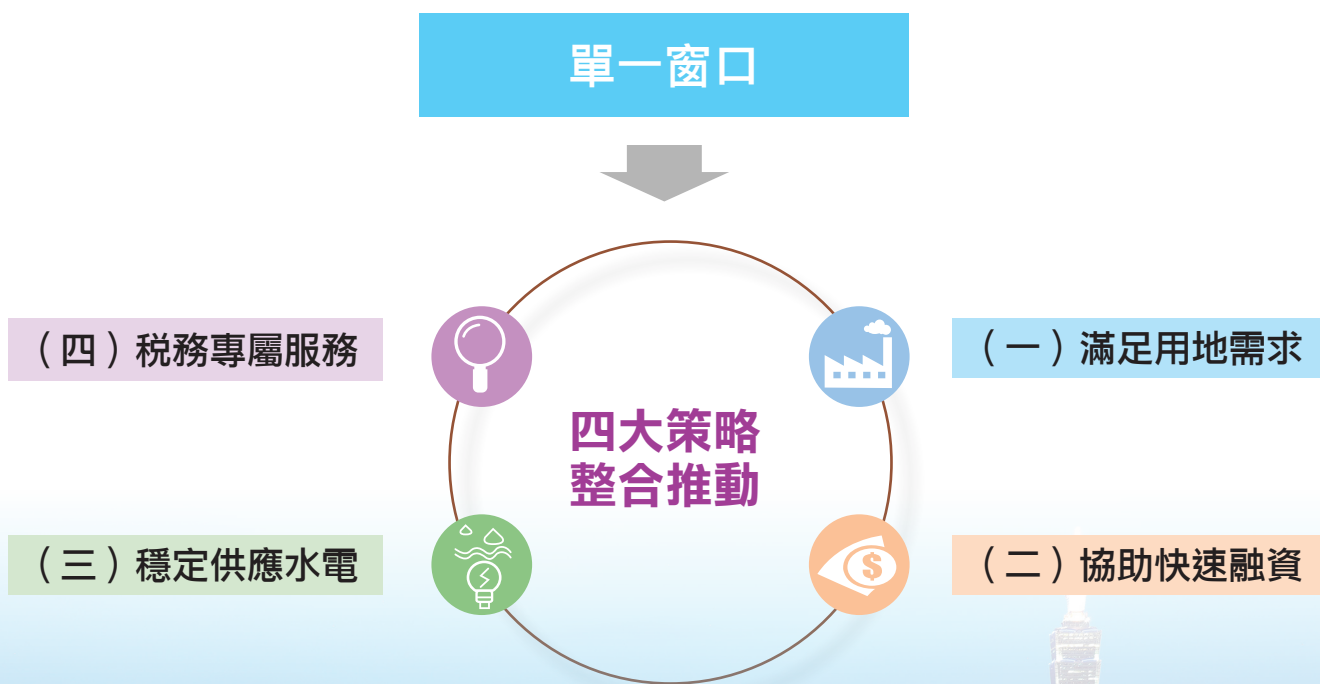 單一窗口
（四）税務專屬服務
（一）滿足用地需求
四大策略
整合推動
（三）穩定供應水電
（二）協助快速融資
$